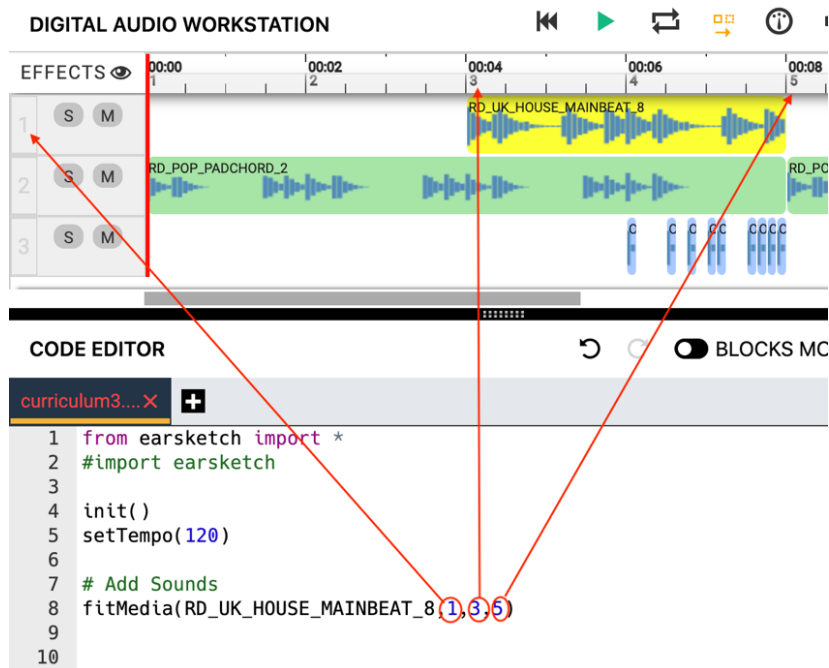 DIGITAL AUDIO WORKSTATION
EFFECTS
00:00 00:02 00:04 00:06 00:08
1 2 3 4 5
1 S M RD_UK_HOUSE_MAINBEAT_8
2 S M RD_POP_PADCHORD_2 RD_PO
3 S M O O O O O O O O O
CODE EDITOR BLOCKS MO
curriculum3....
1 from earsketch import *
2 #import earsketch
3
4 init()
5 setTempo(120)
6
7 # Add Sounds
8 fitMedia(RD_UK_HOUSE_MAINBEAT_8,1,3,5)
9
10